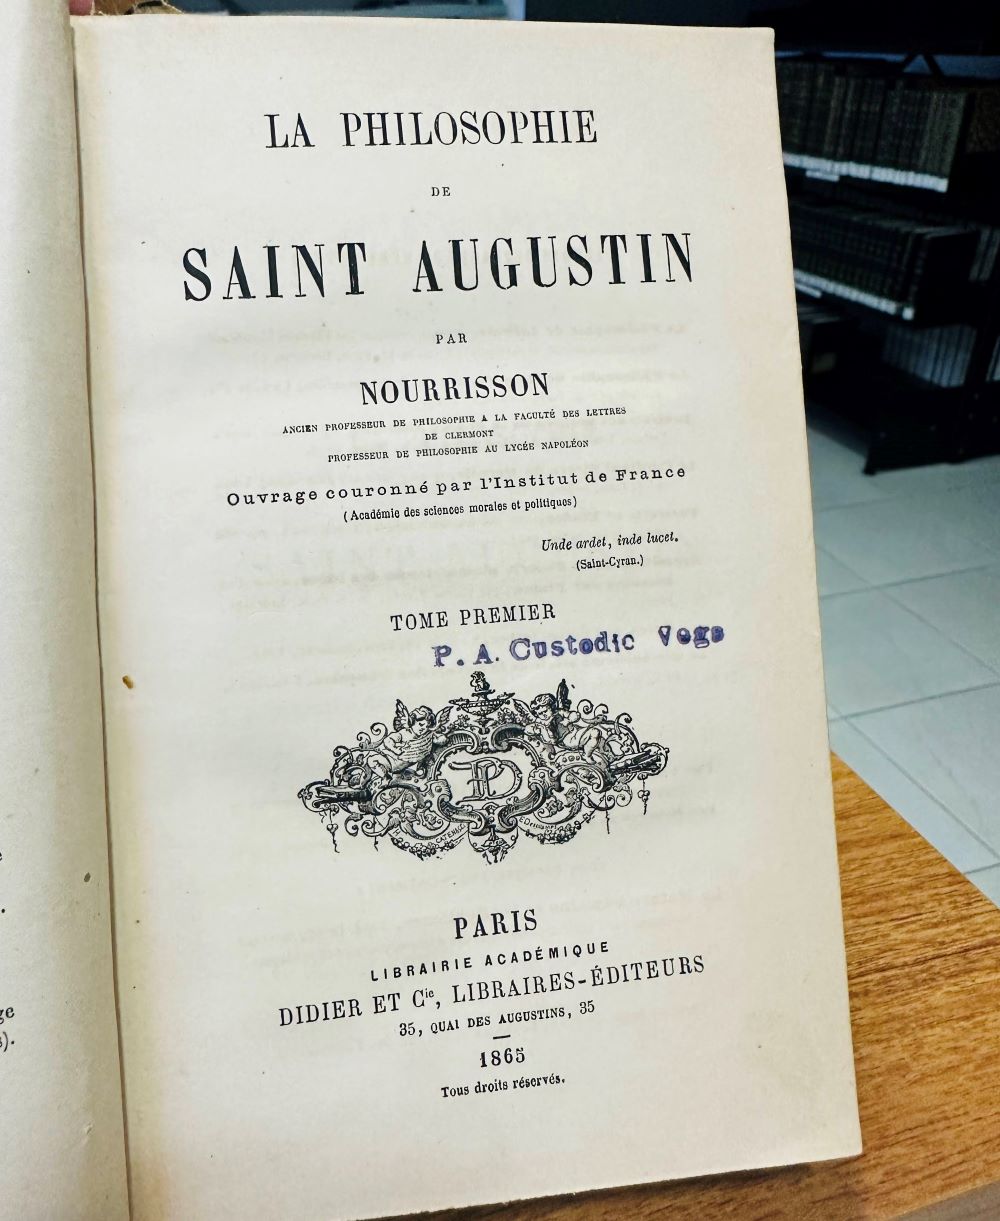 LA PHILOSOPHIE
DE
SAINT AUGUSTIN
PAR
NOURRISSON
ANCIEN PROFESSEUR DE PHILOSOPHIE A LA FACULTÉ DES LETTRES
DE CLERMONT
PROFESSEUR DE PHILOSOPHIE AU LYCÉE NAPOLÉON
Ouvrage couronné par l'Institut de France
(Académie des sciences morales et politiques)
Unde ardet, inde lucet.
(Saint-Cyran.)
TOME PREMIER
P. A. Custodic Vega
PARIS
LIBRAIRIE ACADÉMIQUE
DIDIER ET Cie, LIBRAIRES-ÉDITEURS
35, QUAI DES AUGUSTINS, 35
1865
Tous droits réservés.